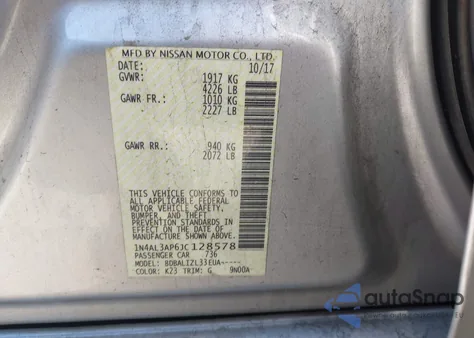 MFD BY NISSAN MOTOR CO., LTD.
DATE: 10/17
GVWR: 1917 KG
4226 LB
GAWR FR.: 1010 KG
2227 LB
GAWR RR.: 940 KG
2072 LB
THIS VEHICLE CONFORMS TO
ALL APPLICABLE FEDERAL
MOTOR VEHICLE SAFETY,
BUMPER, AND THEFT
PREVENTION STANDARDS IN
EFFECT ON THE DATE OF
MANUFACTURE SHOWN ABOVE.
1N4AL3AP6JC128578
PASSENGER CAR 736
MODEL: BDBALIZL33EUA-----
COLOR: K23 TRIM: G 9N00A
autoSnap